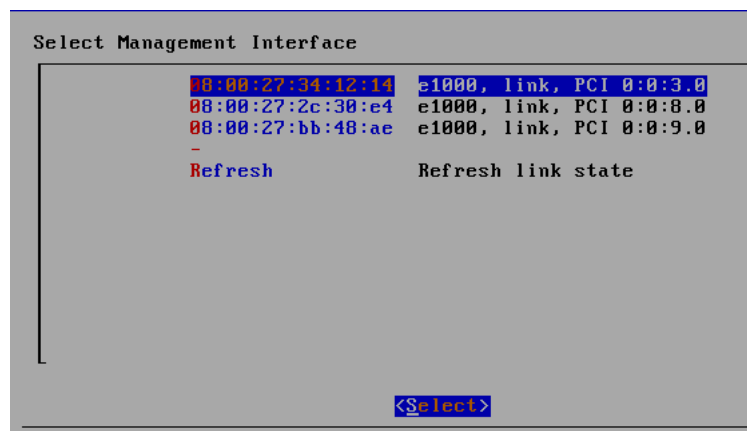 Select Management Interface
08:00:27:34:12:14 e1000, link, PCI 0:0:3.0
08:00:27:2c:30:e4 e1000, link, PCI 0:0:8.0
08:00:27:bb:48:ae e1000, link, PCI 0:0:9.0
-
Refresh Refresh link state
<Select>